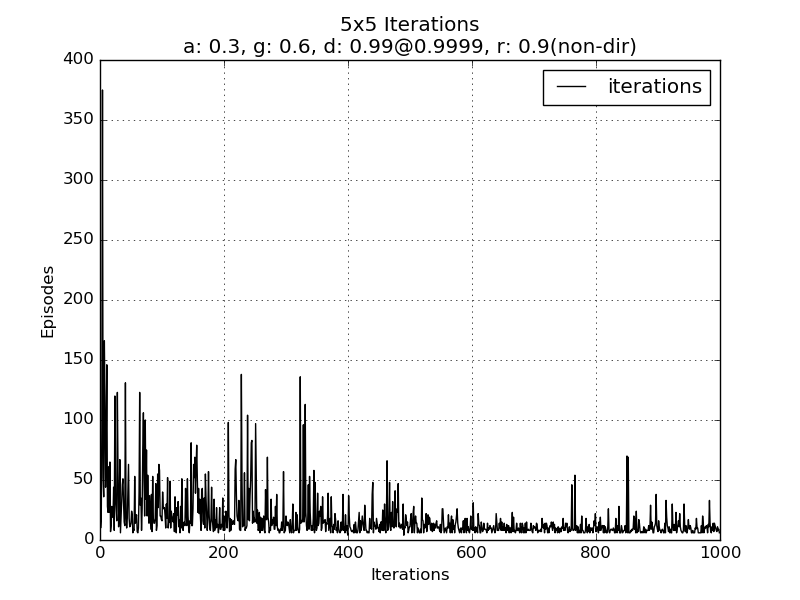 5x5 Iterations
a: 0.3, g: 0.6, d: 0.99@0.9999, r: 0.9(non-dir)
iterations
400
350
300
250
200
150
100
50
0
Episodes
0 200 400 600 800 1000
Iterations